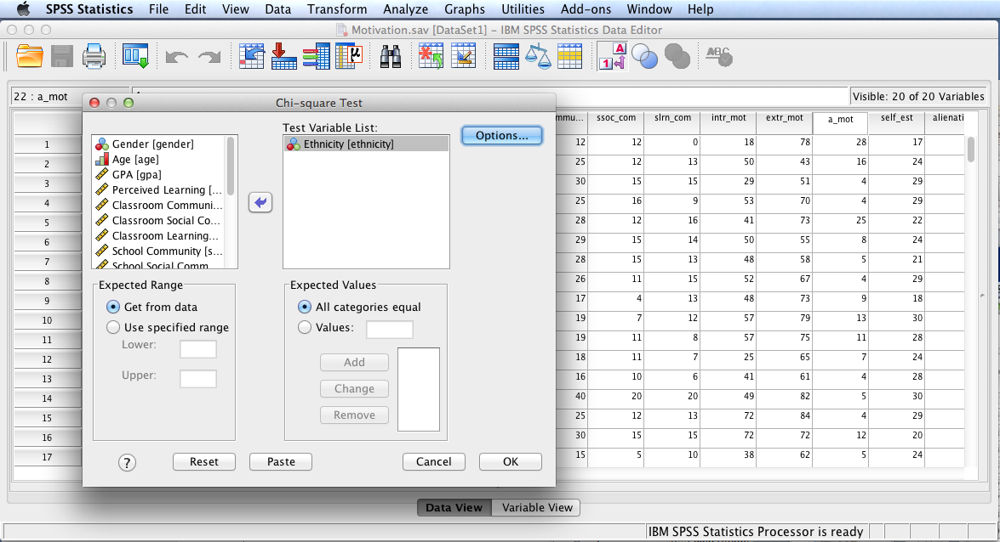 SPSS Statistics File Edit View Data Transform Analyze Graphs Utilities Add-ons Window Help
Motivation.sav [DataSet1] – IBM SPSS Statistics Data Editor
22 : a_mot
Visible: 20 of 20 Variables
Chi-square Test
Test Variable List:
Gender [gender]
Age [age]
GPA [gpa]
Perceived Learning [...
Classroom Communi...
Classroom Social Co...
Classroom Learning...
School Community [s...
School Social Comm
Ethnicity [ethnicity]
Options...
Expected Range
Get from data
Use specified range
Lower:
Upper:
Expected Values
All categories equal
Values:
Add
Change
Remove
?
Reset
Paste
Cancel
OK
mmu... ssoc_com slrn_com intr_mot extr_mot a_mot self_est alienati
1 12 12 0 18 78 28 17
2 25 12 13 50 43 16 24
3 30 15 15 29 51 4 29
4 25 16 9 53 70 4 29
5 28 12 16 41 73 25 22
6 29 15 14 50 55 8 24
7 28 15 13 48 58 5 21
8 26 11 15 52 67 4 29
9 17 4 13 48 73 9 18
10 19 7 12 57 79 13 30
11 19 11 8 57 75 11 28
12 18 11 7 25 65 7 24
13 16 10 6 41 61 4 28
14 40 20 20 49 82 5 30
15 25 12 13 72 84 4 29
16 30 15 15 72 72 12 20
17 15 5 10 38 62 5 24
Data View Variable View
IBM SPSS Statistics Processor is ready